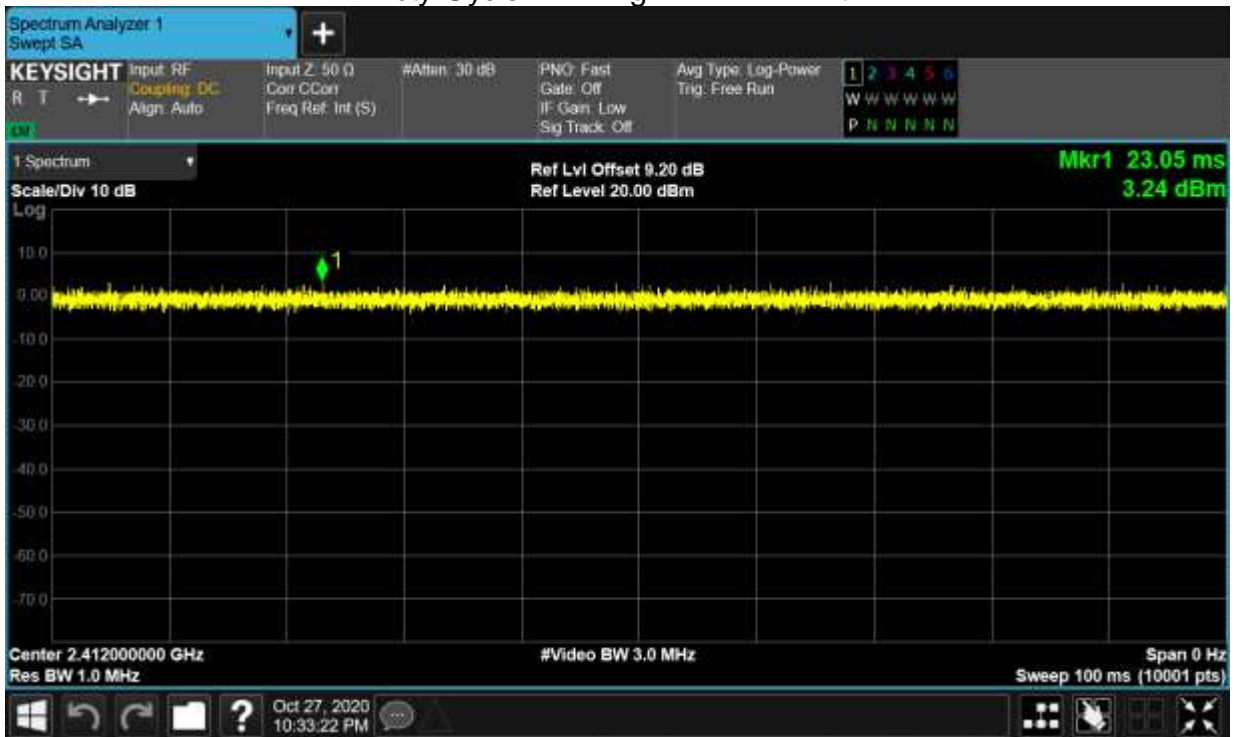 Spectrum Analyzer 1
Swept SA
+
KEYSIGHT
R T
Input: RF
Coupling: DC
Align: Auto
Input Z: 50 Ω
Corr CCorr
Freq Ref: Int (S)
#Atten: 30 dB
PNO: Fast
Gate: Off
IF Gain: Low
Sig Track: Off
Avg Type: Log-Power
Trig: Free Run
1 2 3 4 5 6
W W W W W W
P N N N N N
1 Spectrum
Scale/Div 10 dB
Ref Lvl Offset 9.20 dB
Ref Level 20.00 dBm
Mkr1 23.05 ms
3.24 dBm
Log
10.0
1
0.00
-10.0
-20.0
-30.0
-40.0
-50.0
-60.0
-70.0
Center 2.412000000 GHz
#Video BW 3.0 MHz
Span 0 Hz
Res BW 1.0 MHz
Sweep 100 ms (10001 pts)
?
Oct 27, 2020
10:33:22 PM